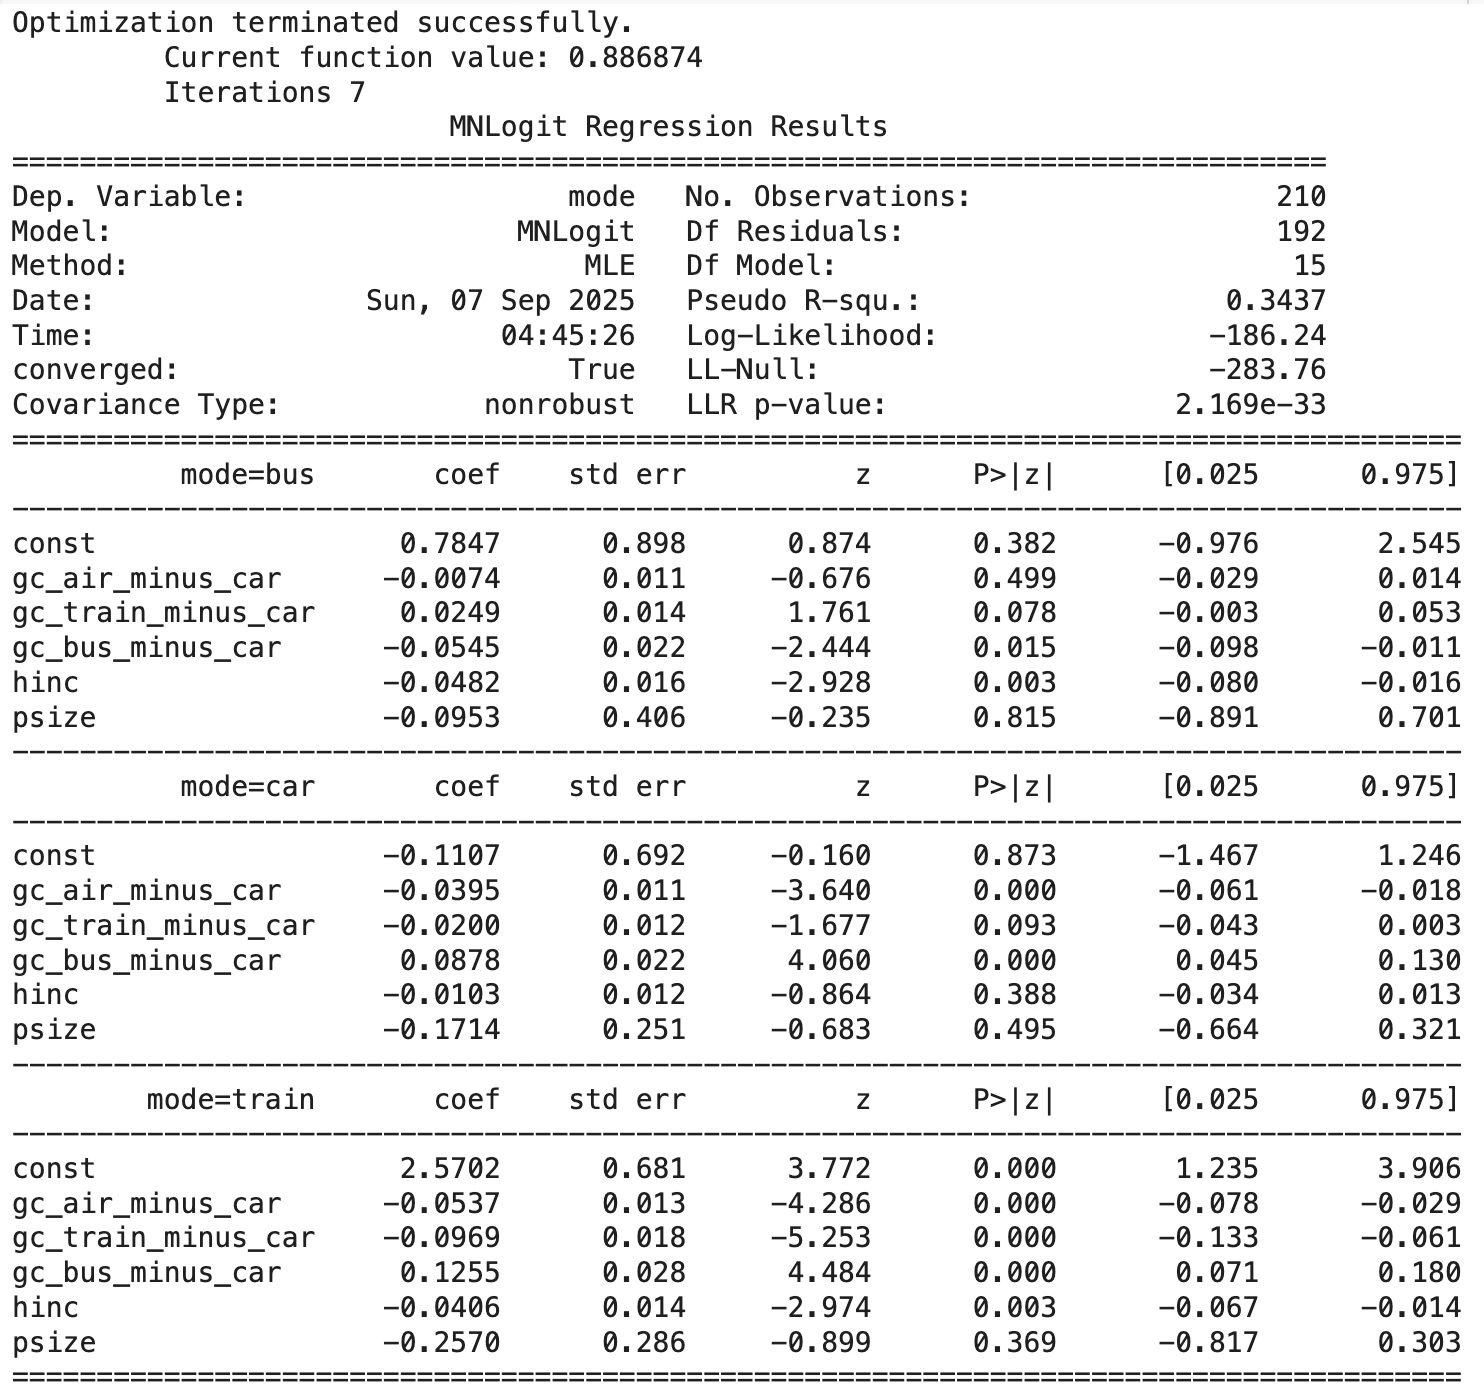 Optimization terminated successfully.
         Current function value: 0.886874
         Iterations 7
                          MNLogit Regression Results
==============================================================================
Dep. Variable:                   mode   No. Observations:                  210
Model:                        MNLogit   Df Residuals:                      192
Method:                           MLE   Df Model:                           15
Date:                Sun, 07 Sep 2025   Pseudo R-squ.:                  0.3437
Time:                        04:45:26   Log-Likelihood:                -186.24
converged:                       True   LL-Null:                       -283.76
Covariance Type:            nonrobust   LLR p-value:                 2.169e-33
======================================================================================
          mode=bus       coef    std err          z      P>|z|      [0.025      0.975]
--------------------------------------------------------------------------------------
const                  0.7847      0.898      0.874      0.382      -0.976       2.545
gc_air_minus_car      -0.0074      0.011     -0.676      0.499      -0.029       0.014
gc_train_minus_car     0.0249      0.014      1.761      0.078      -0.003       0.053
gc_bus_minus_car      -0.0545      0.022     -2.444      0.015      -0.098      -0.011
hinc                  -0.0482      0.016     -2.928      0.003      -0.080      -0.016
psize                 -0.0953      0.406     -0.235      0.815      -0.891       0.701
--------------------------------------------------------------------------------------
          mode=car       coef    std err          z      P>|z|      [0.025      0.975]
--------------------------------------------------------------------------------------
const                 -0.1107      0.692     -0.160      0.873      -1.467       1.246
gc_air_minus_car      -0.0395      0.011     -3.640      0.000      -0.061      -0.018
gc_train_minus_car    -0.0200      0.012     -1.677      0.093      -0.043       0.003
gc_bus_minus_car       0.0878      0.022      4.060      0.000       0.045       0.130
hinc                  -0.0103      0.012     -0.864      0.388      -0.034       0.013
psize                 -0.1714      0.251     -0.683      0.495      -0.664       0.321
--------------------------------------------------------------------------------------
        mode=train       coef    std err          z      P>|z|      [0.025      0.975]
--------------------------------------------------------------------------------------
const                  2.5702      0.681      3.772      0.000       1.235       3.906
gc_air_minus_car      -0.0537      0.013     -4.286      0.000      -0.078      -0.029
gc_train_minus_car    -0.0969      0.018     -5.253      0.000      -0.133      -0.061
gc_bus_minus_car       0.1255      0.028      4.484      0.000       0.071       0.180
hinc                  -0.0406      0.014     -2.974      0.003      -0.067      -0.014
psize                 -0.2570      0.286     -0.899      0.369      -0.817       0.303
======================================================================================